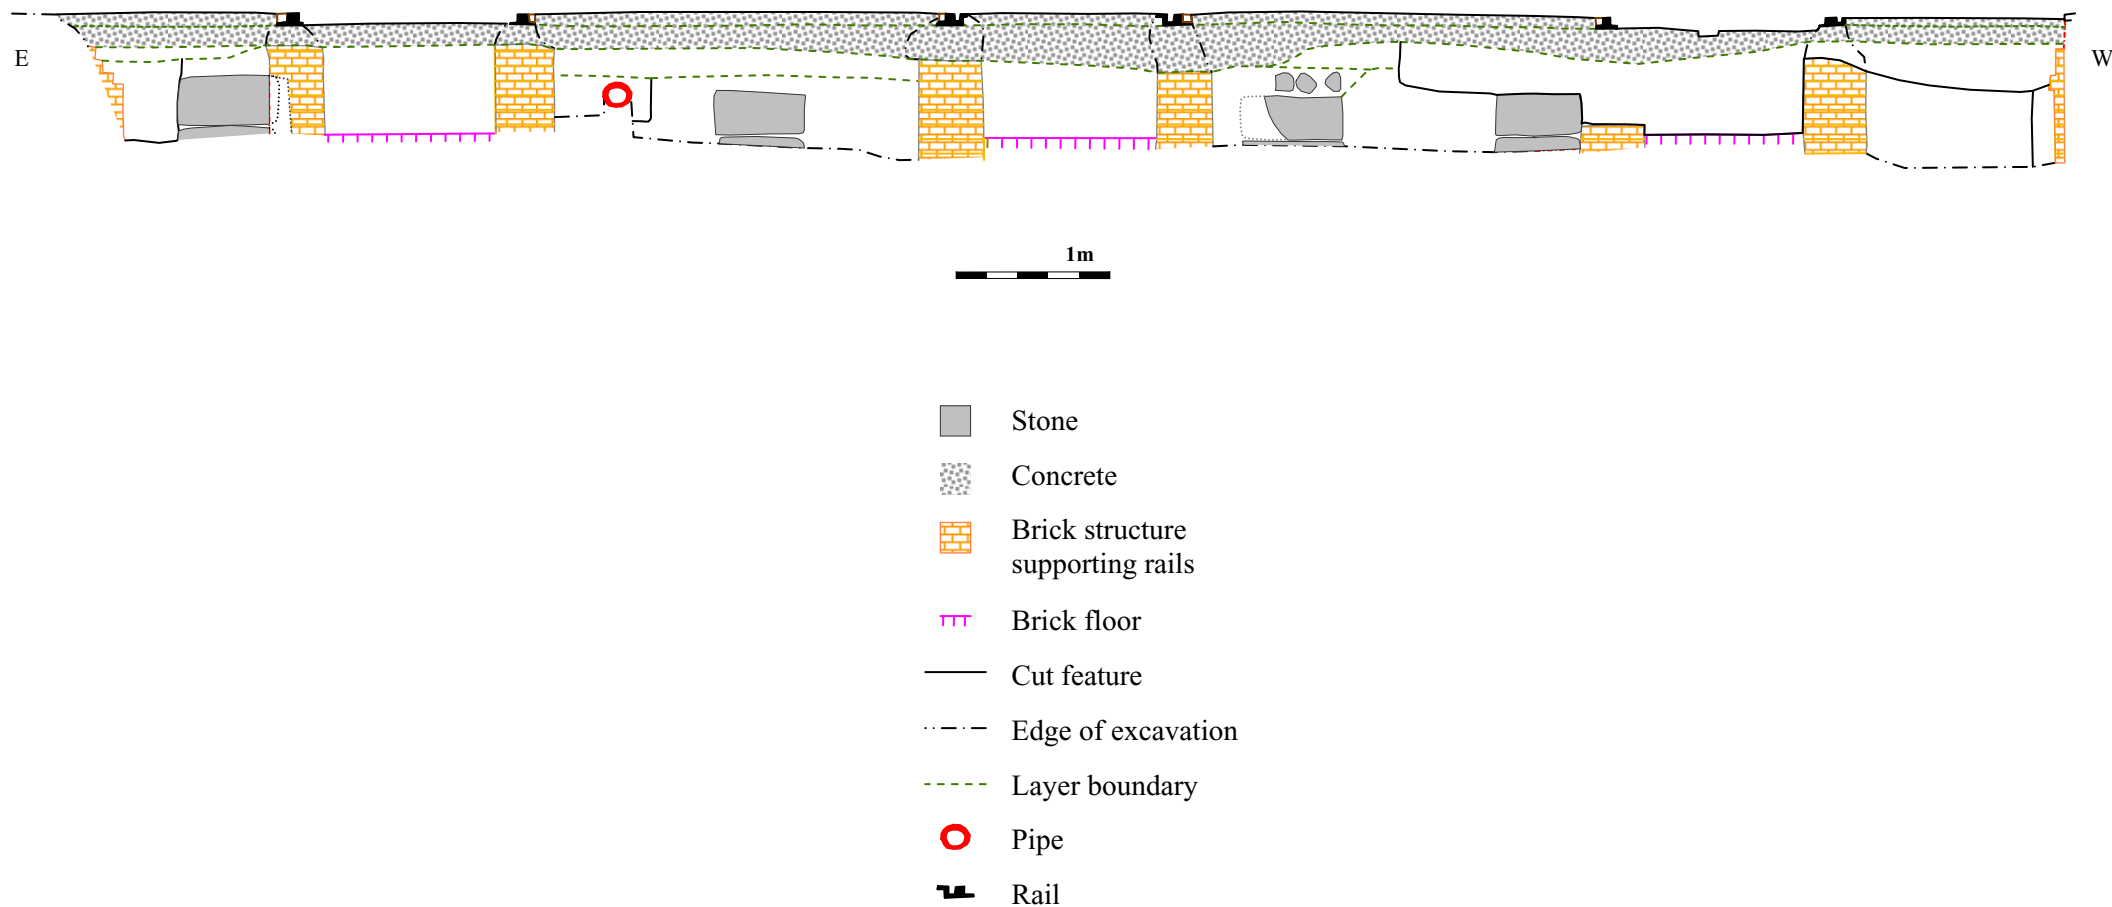 E
W
1m
Stone
Concrete
Brick structure
supporting rails
Brick floor
Cut feature
Edge of excavation
Layer boundary
Pipe
Rail